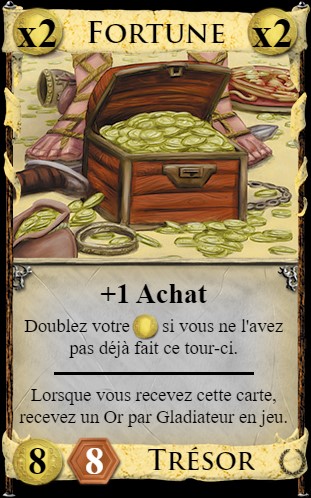 x2 FORTUNE x2
+1 Achat
Doublez votre si vous ne l'avez
pas déjà fait ce tour-ci.
Lorsque vous recevez cette carte,
recevez un Or par Gladiateur en jeu.
8 8 TRÉSOR